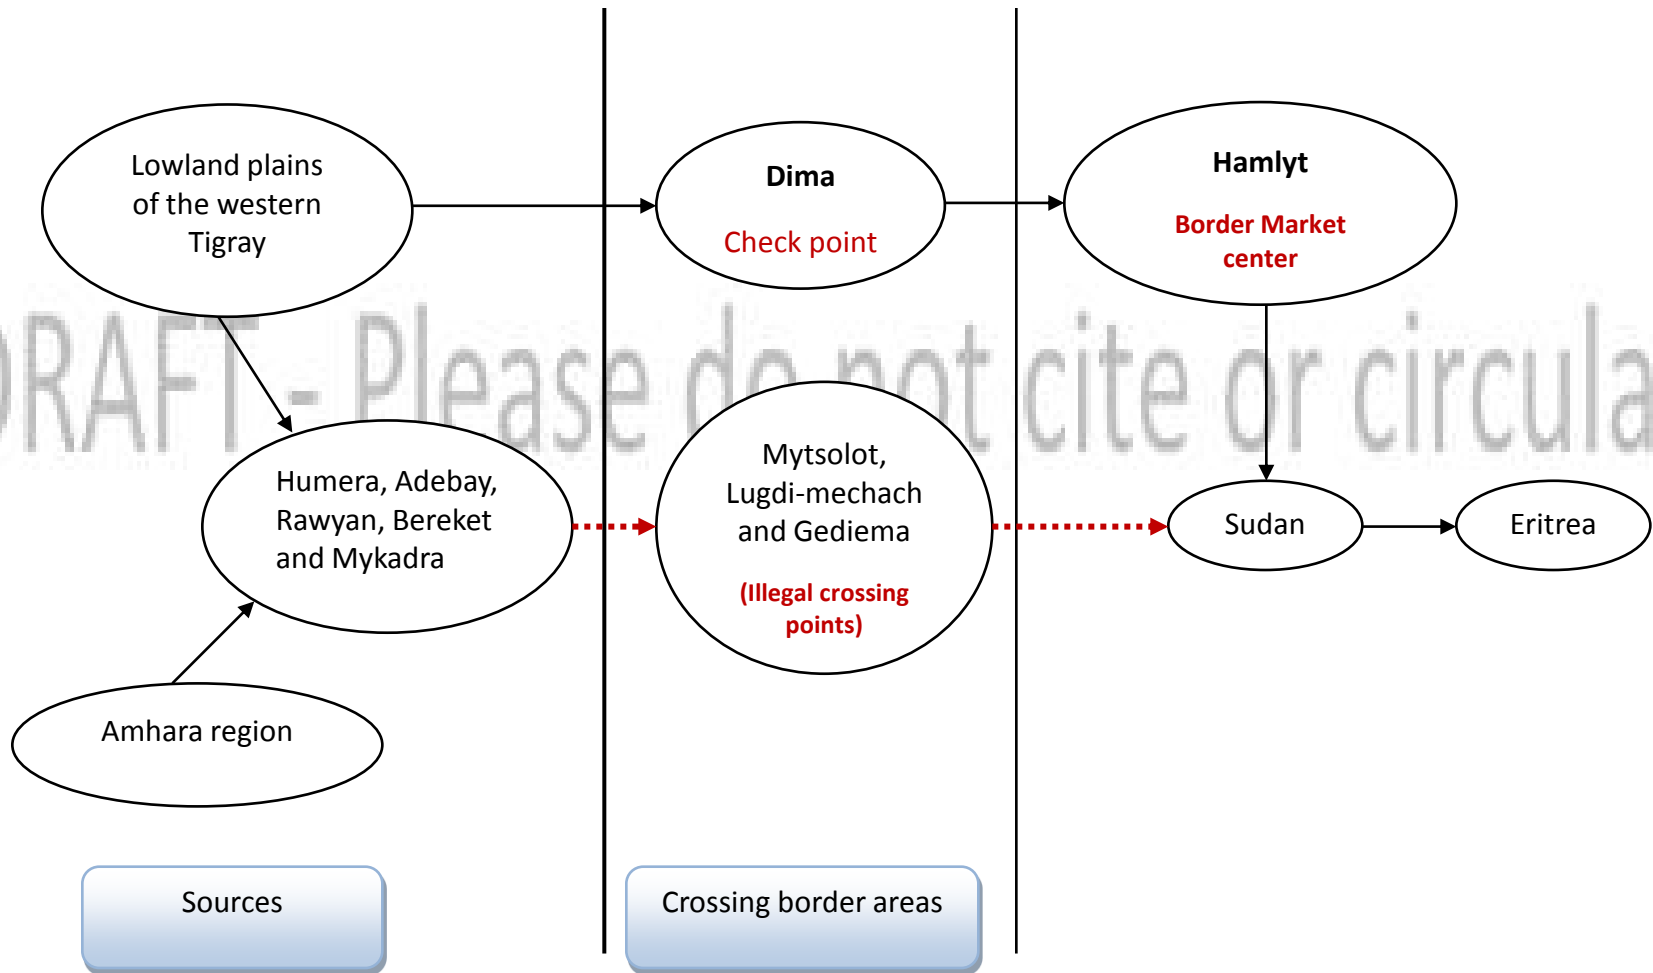 Lowland plains
of the western
Tigray
Dima
Check point
Hamlyt
Border Market
center
DRAFT - Please do not cite or circula
Humera, Adebay,
Rawyan, Bereket
and Mykadra
Mytsolot,
Lugdi-mechach
and Gediema
(Illegal crossing
points)
Sudan
Eritrea
Amhara region
Sources
Crossing border areas